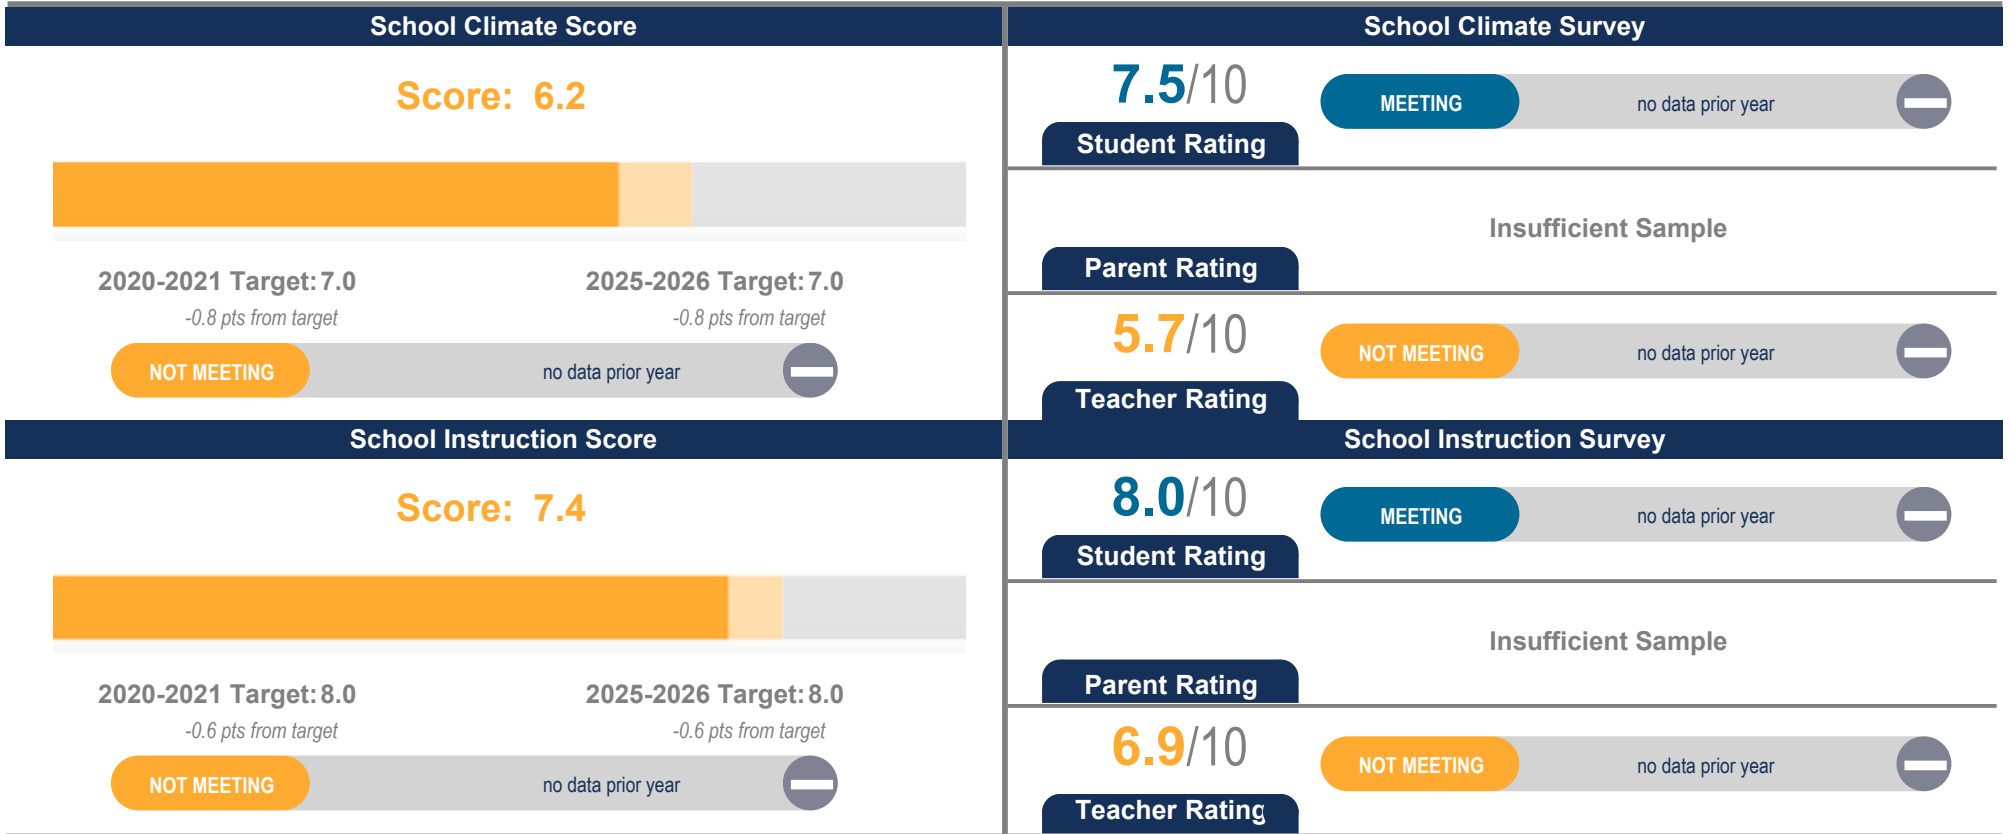 School Climate Score
Score: 6.2
2020-2021 Target: 7.0
2025-2026 Target: 7.0
-0.8 pts from target
-0.8 pts from target
NOT MEETING
no data prior year
School Climate Survey
7.5/10
MEETING
no data prior year
Student Rating
Insufficient Sample
Parent Rating
5.7/10
NOT MEETING
no data prior year
Teacher Rating
School Instruction Score
Score: 7.4
2020-2021 Target: 8.0
2025-2026 Target: 8.0
-0.6 pts from target
-0.6 pts from target
NOT MEETING
no data prior year
School Instruction Survey
8.0/10
MEETING
no data prior year
Student Rating
Insufficient Sample
Parent Rating
6.9/10
NOT MEETING
no data prior year
Teacher Rating